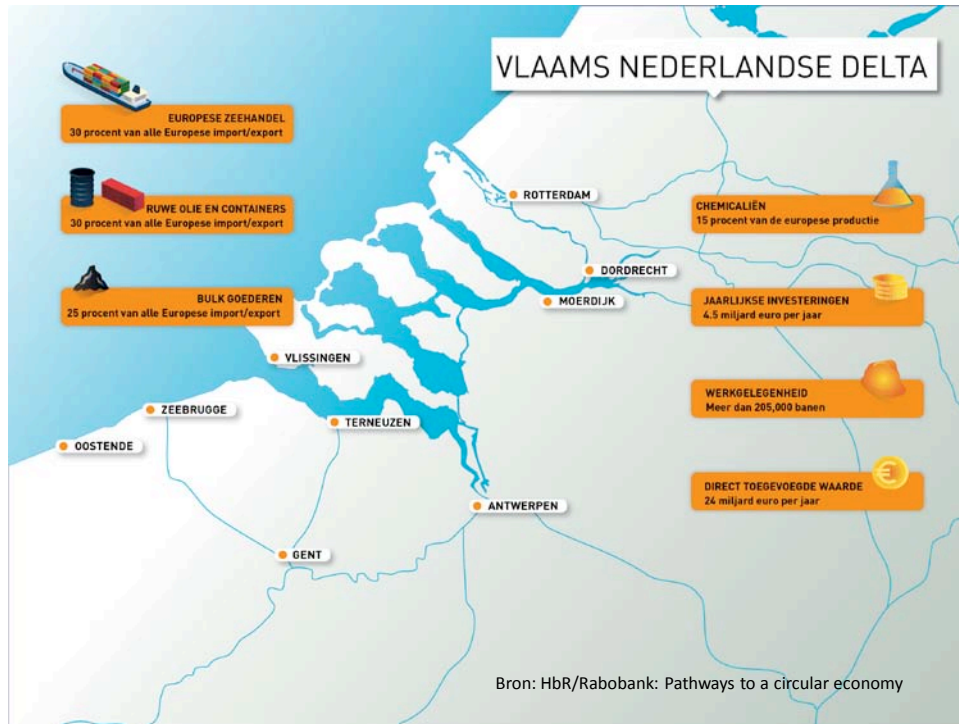 VLAAMS NEDERLANDSE DELTA
EUROPESE ZEEHANDEL
30 procent van alle Europese import/export
RUWE OLIE EN CONTAINERS
30 procent van alle Europese import/export
BULK GOEDEREN
25 procent van alle Europese import/export
CHEMICALIËN
15 procent van de europese productie
JAARLIJKSE INVESTERINGEN
4.5 miljard euro per jaar
WERKGELEGENHEID
Meer dan 205,000 banen
DIRECT TOEGEVOEGDE WAARDE
24 miljard euro per jaar
ROTTERDAM
DORDRECHT
MOERDIJK
VLISSINGEN
ZEEBRUGGE
TERNEUZEN
OOSTENDE
ANTWERPEN
GENT
Bron: HbR/Rabobank: Pathways to a circular economy